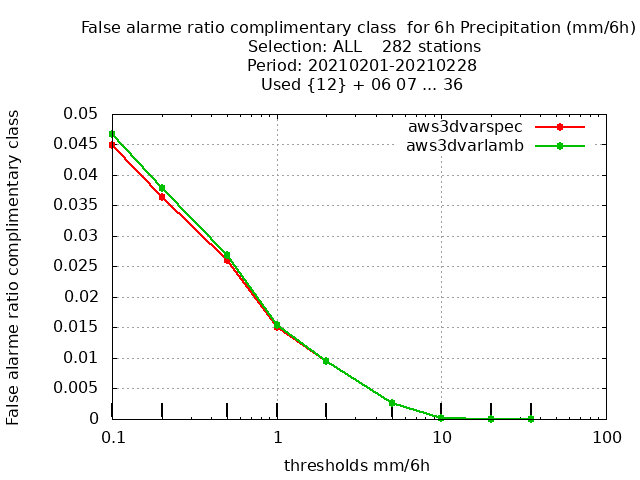 False alarme ratio complimentary class  for 6h Precipitation (mm/6h)
Selection: ALL    282 stations
Period: 20210201-20210228
Used {12} + 06 07 ... 36
False alarme ratio complimentary class
0.05
0.045
0.04
0.035
0.03
0.025
0.02
0.015
0.01
0.005
0
aws3dvarspec
aws3dvarlamb
0.1
1
10
100
thresholds mm/6h